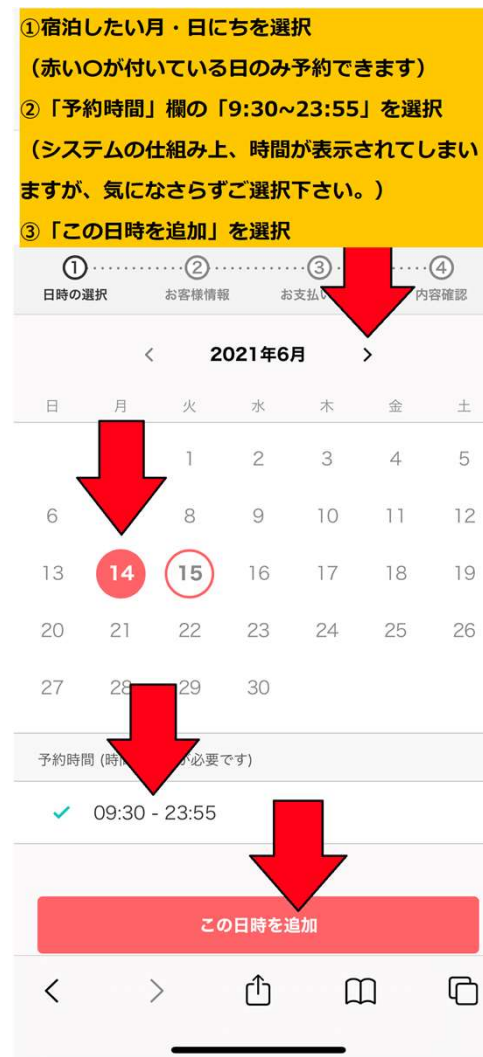 ①宿泊したい月・日にちを選択
（赤い〇が付いている日のみ予約できます）
②「予約時間」欄の「9:30~23:55」を選択
（システムの仕組み上、時間が表示されてしまい
ますが、気になさらずご選択下さい。）
③「この日時を追加」を選択
① ② ③ ④
日時の選択 お客様情報 お支払い 内容確認
2021年6月
日 月 火 水 木 金 土
1 2 3 4 5
6 8 9 10 11 12
13 14 15 16 17 18 19
20 21 22 23 24 25 26
27 28 29 30
予約時間 (時間 必要です)
09:30 - 23:55
この日時を追加